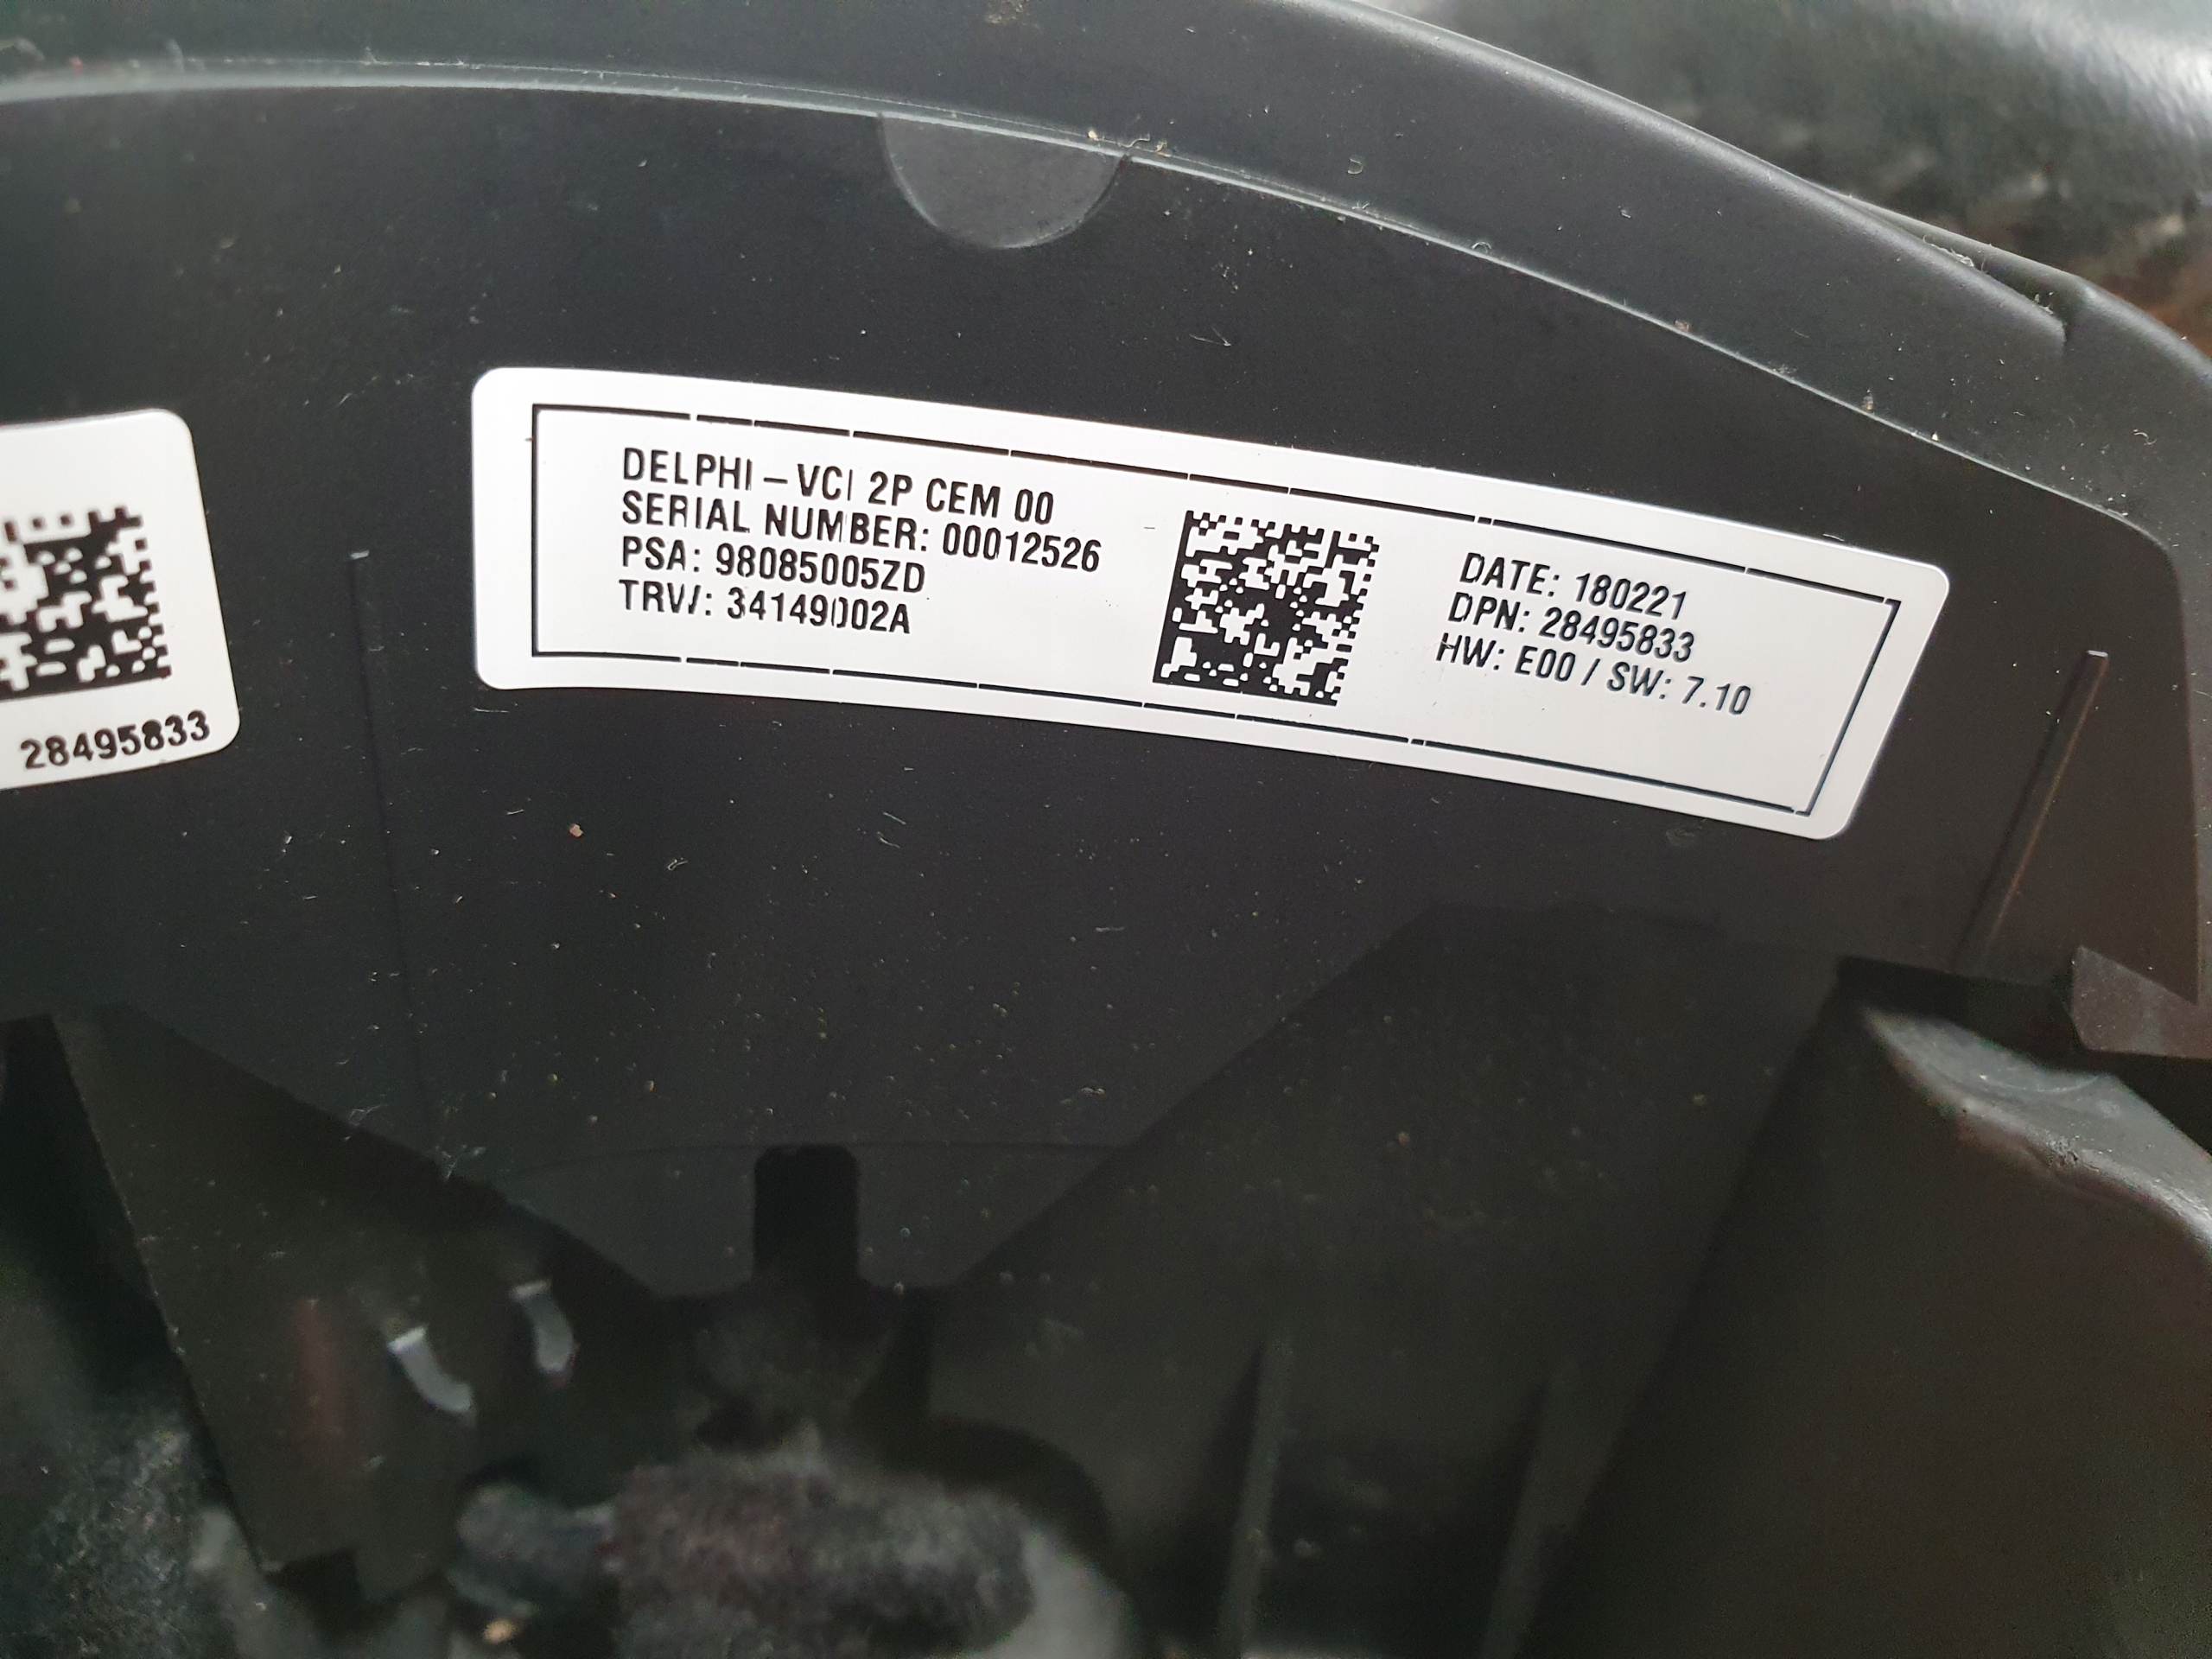 DELPHI – VCI 2P CEM 00
SERIAL NUMBER: 00012526
PSA: 98085005ZD
TRW: 34149002A
DATE: 180221
DPN: 28495833
HW: E00 / SW: 7.10
28495833